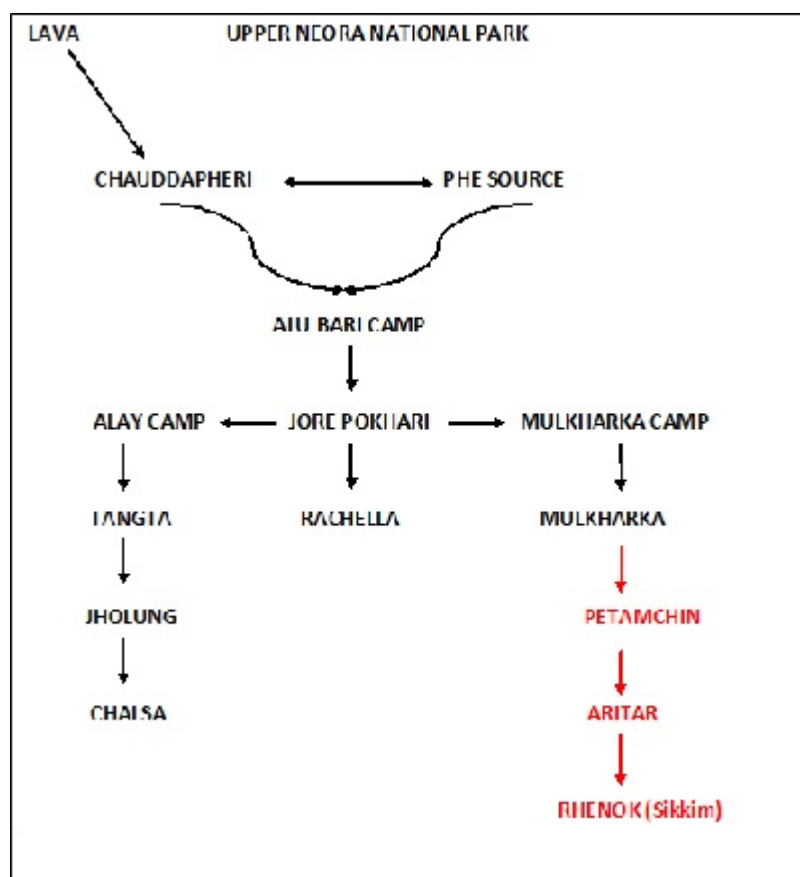 LAVA UPPER NEORA NATIONAL PARK
CHAUDDAPHERI PHE SOURCE
ALU BARI CAMP
ALAY CAMP JORE POKHARI MULKHARKA CAMP
TANGTA RACHELLA MULKHARKA
JHOLUNG PETAMCHIN
CHALSA ARITAR
RHENOK (Sikkim)